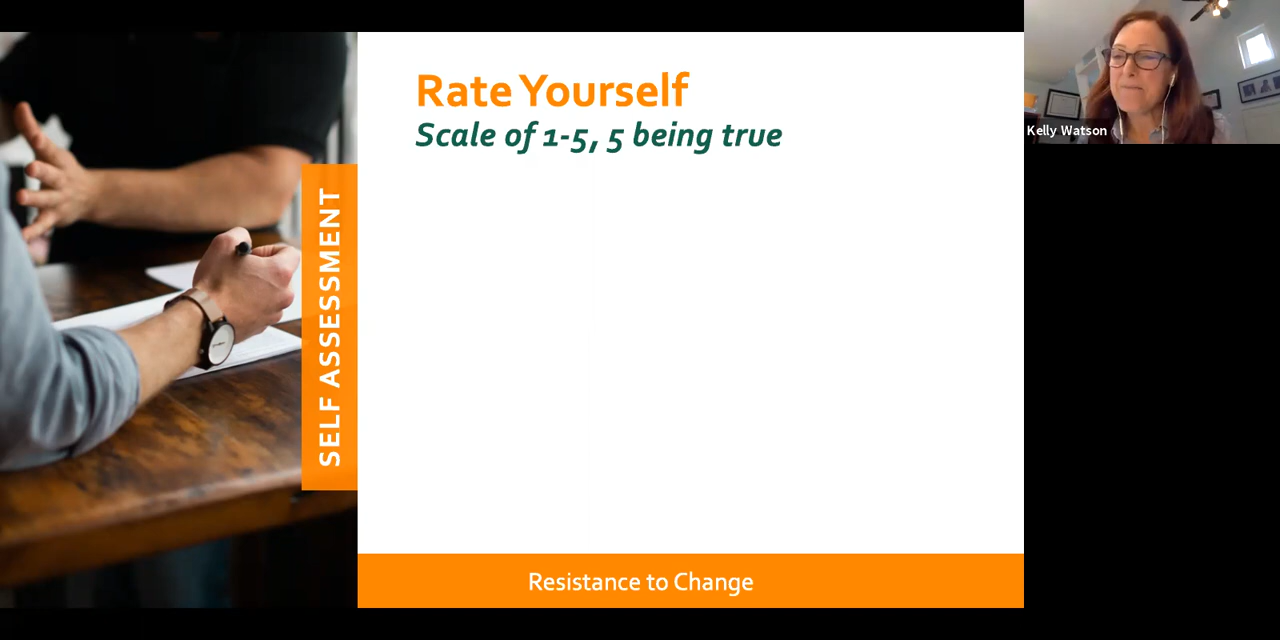 Rate Yourself
Scale of 1-5, 5 being true
SELF ASSESSMENT
Resistance to Change
Kelly Watson